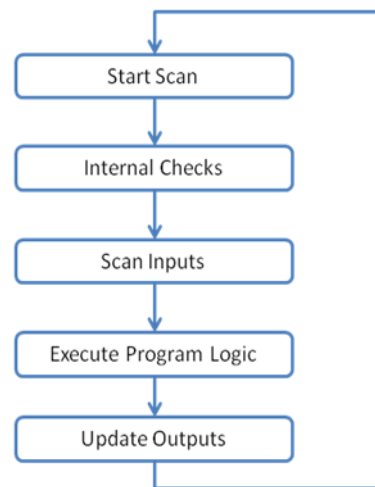 Start Scan
Internal Checks
Scan Inputs
Execute Program Logic
Update Outputs